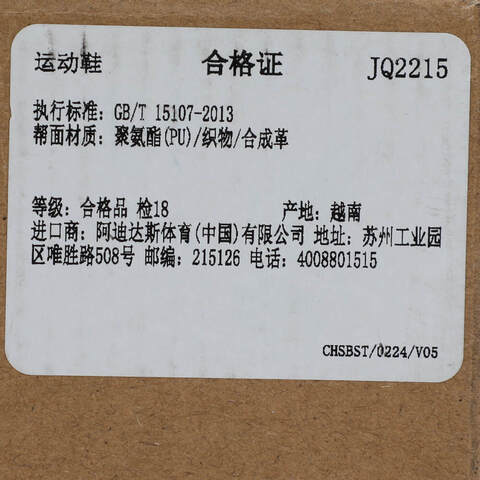 运动鞋 合格证 JQ2215
执行标准: GB/T 15107-2013
帮面材质: 聚氨酯(PU)/织物/合成革
等级: 合格品 检18 产地: 越南
进口商: 阿迪达斯体育(中国)有限公司 地址: 苏州工业园
区唯胜路508号 邮编: 215126 电话: 4008801515
CHSBST/0224/V05